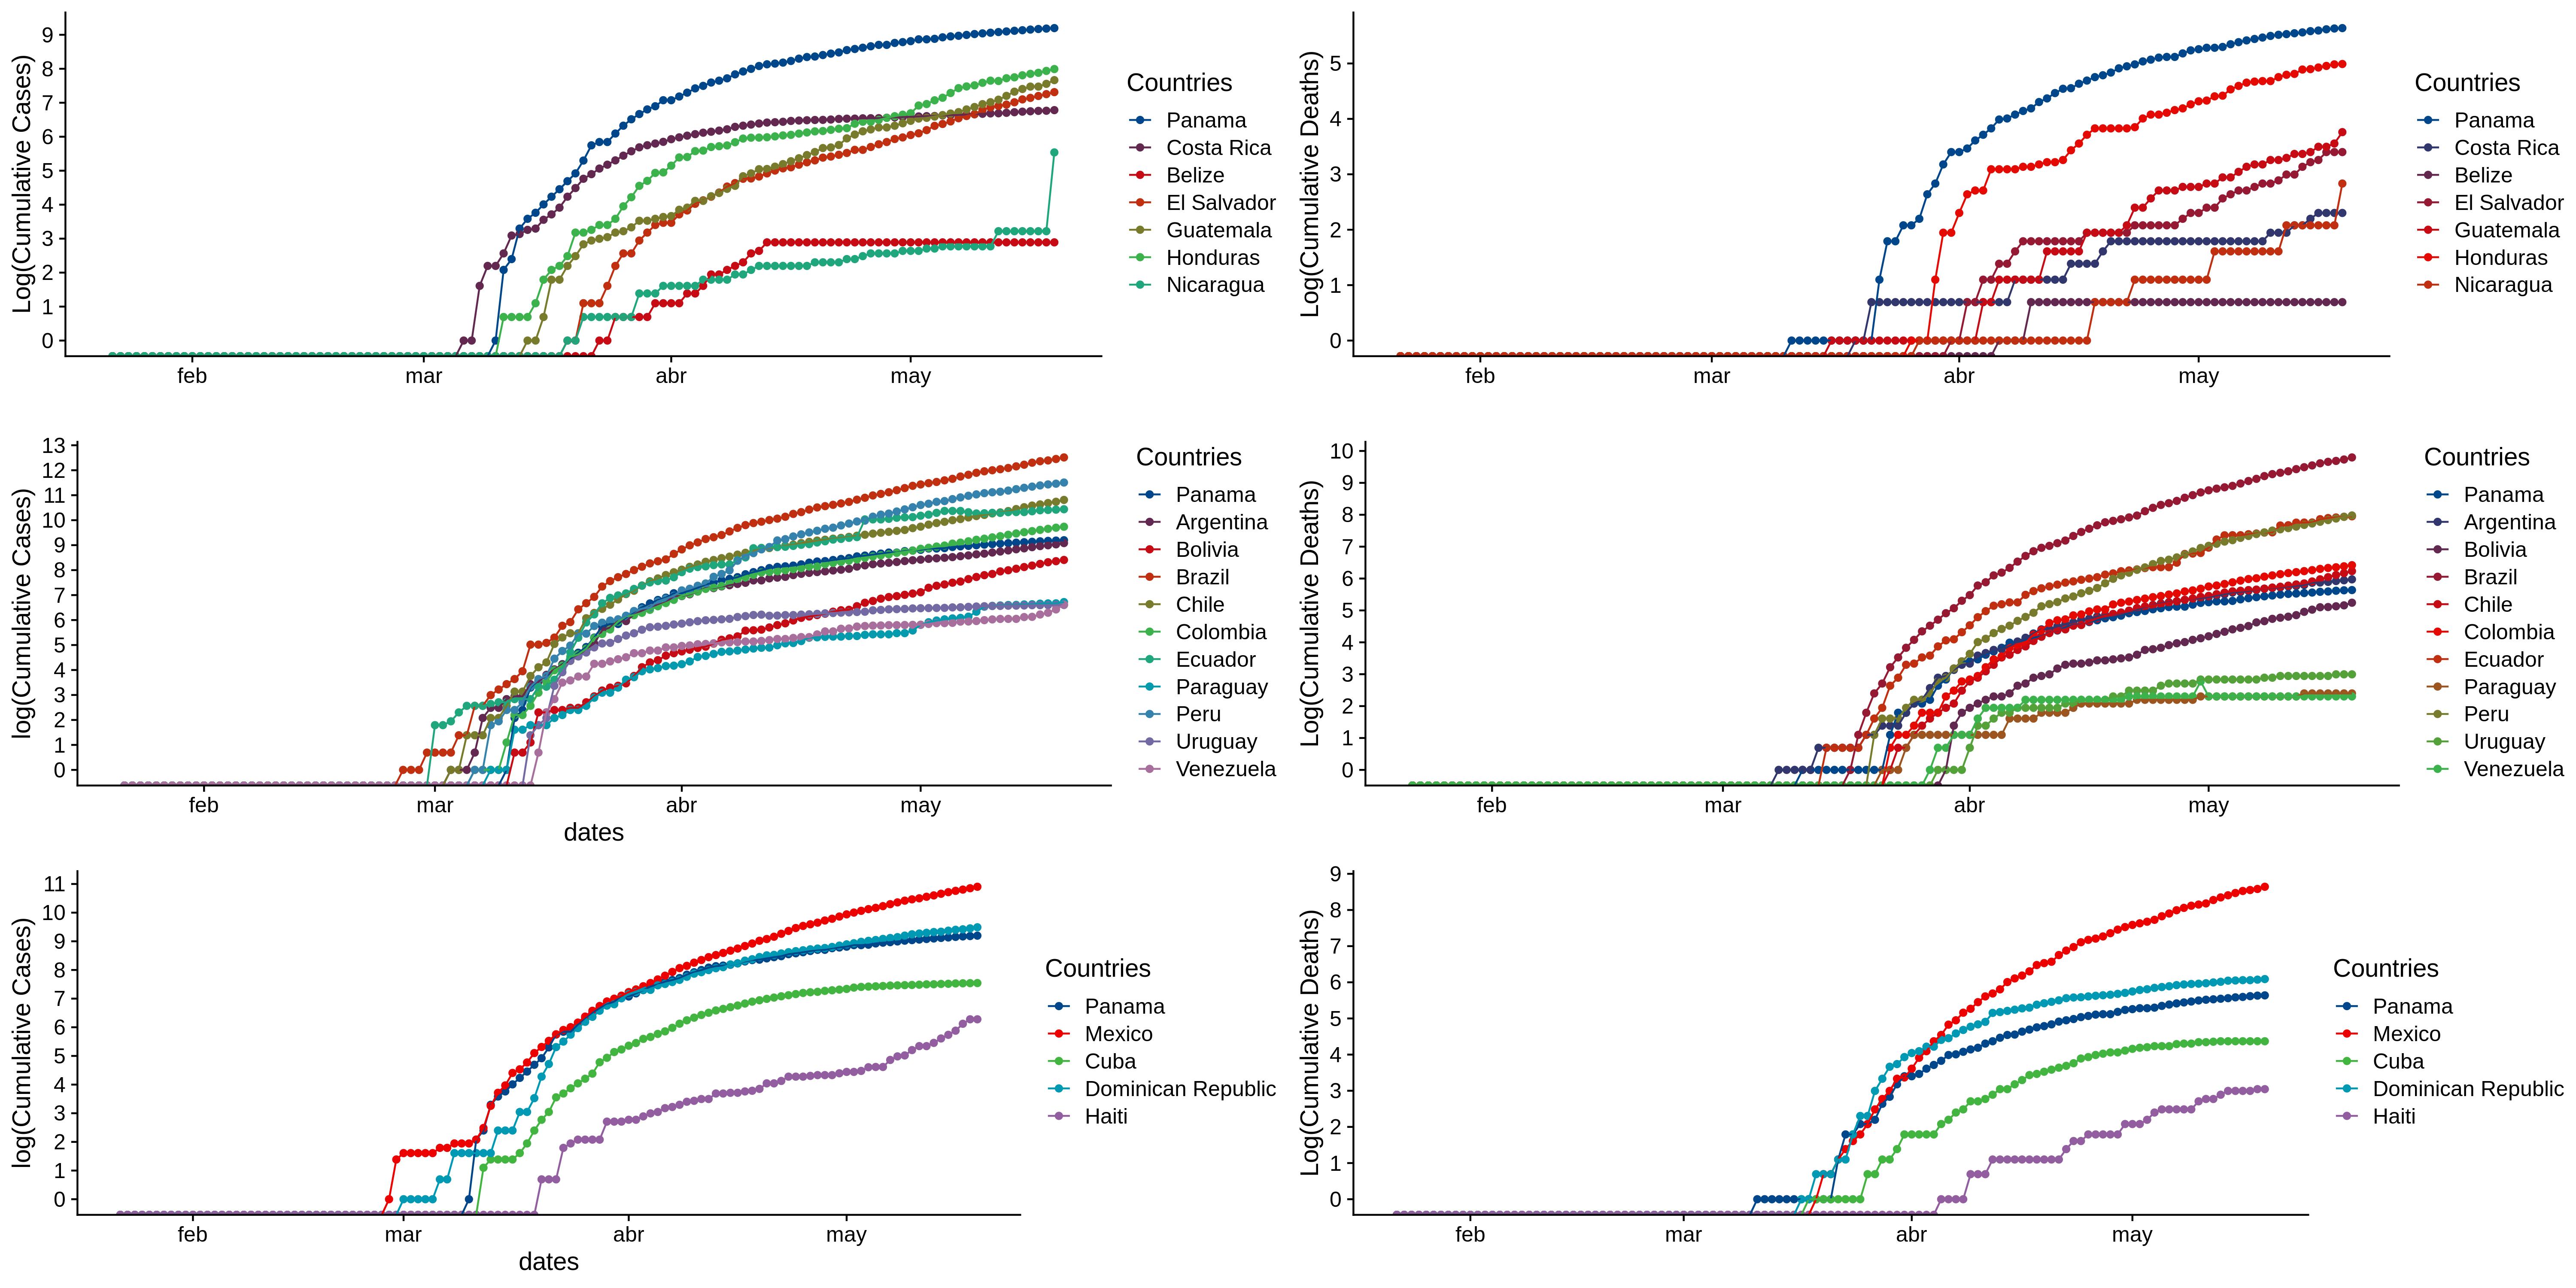 Log(Cumulative Cases)
9
8
7
6
5
4
3
2
1
0
feb mar abr may
Countries
Panama
Costa Rica
Belize
El Salvador
Guatemala
Honduras
Nicaragua
Log(Cumulative Deaths)
5
4
3
2
1
0
feb mar abr may
Countries
Panama
Costa Rica
Belize
El Salvador
Guatemala
Honduras
Nicaragua
log(Cumulative Cases)
13
12
11
10
9
8
7
6
5
4
3
2
1
0
feb mar abr may
dates
Countries
Panama
Argentina
Bolivia
Brazil
Chile
Colombia
Ecuador
Paraguay
Peru
Uruguay
Venezuela
Log(Cumulative Deaths)
10
9
8
7
6
5
4
3
2
1
0
feb mar abr may
Countries
Panama
Argentina
Bolivia
Brazil
Chile
Colombia
Ecuador
Paraguay
Peru
Uruguay
Venezuela
log(Cumulative Cases)
11
10
9
8
7
6
5
4
3
2
1
0
feb mar abr may
dates
Countries
Panama
Mexico
Cuba
Dominican Republic
Haiti
Log(Cumulative Deaths)
9
8
7
6
5
4
3
2
1
0
feb mar abr may
Countries
Panama
Mexico
Cuba
Dominican Republic
Haiti